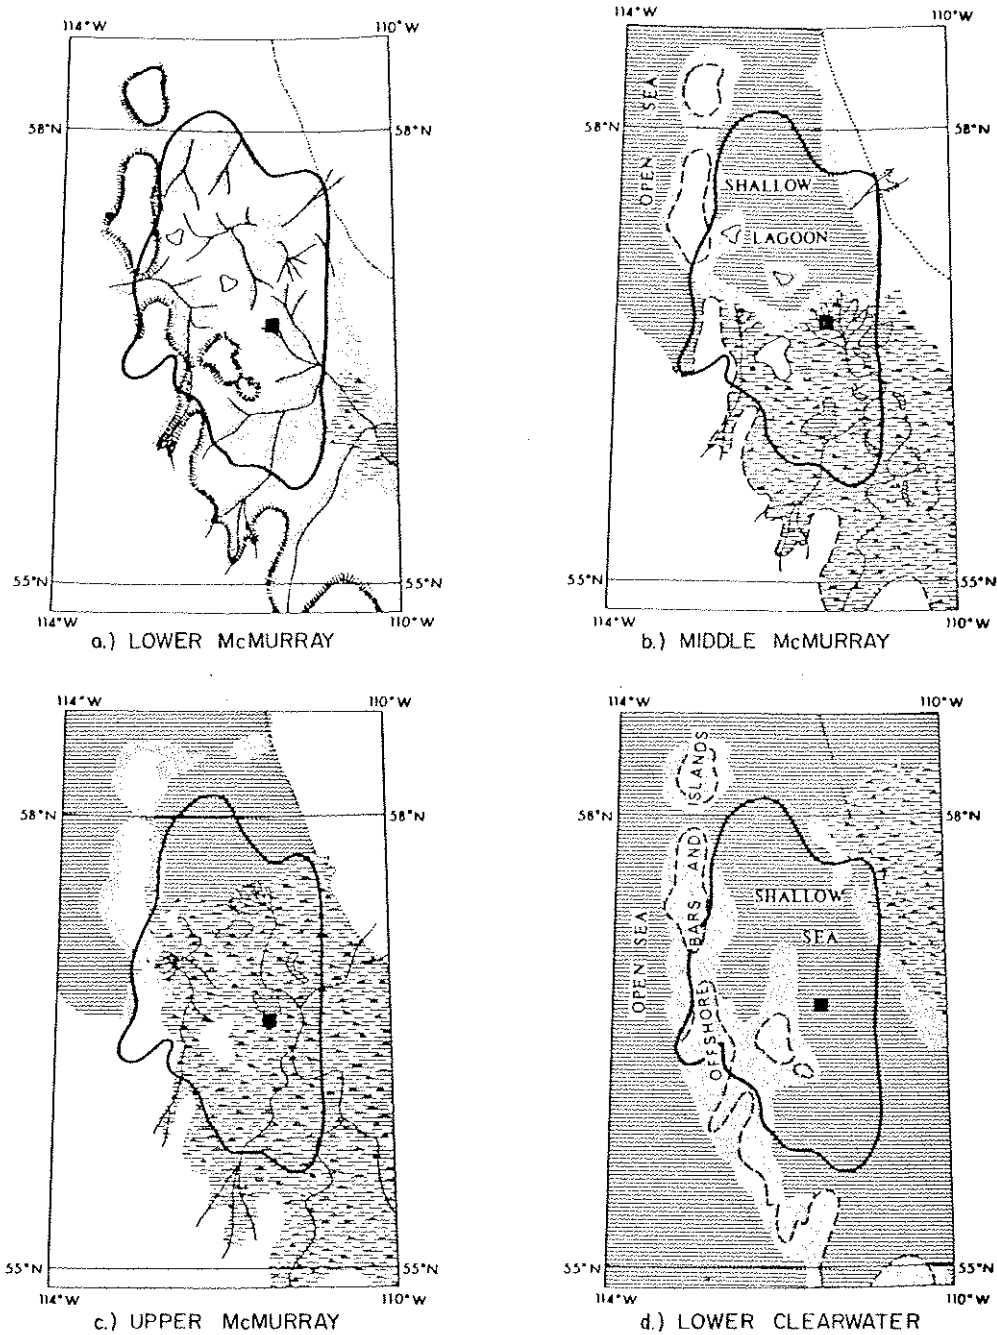 114°W
110°W
58°N
58°N
55°N
55°N
114°W
110°W
a.) LOWER McMURRAY
114°W
110°W
58°N
58°N
OPEN SEA
SHALLOW
LAGOON
55°N
55°N
114°W
110°W
b.) MIDDLE McMURRAY
114°W
110°W
58°N
58°N
55°N
55°N
114°W
110°W
c.) UPPER McMURRAY
114°W
110°W
58°N
58°N
OPEN SEA
OFFSHORE BARS AND ISLANDS
SHALLOW
SEA
55°N
55°N
114°W
110°W
d.) LOWER CLEARWATER